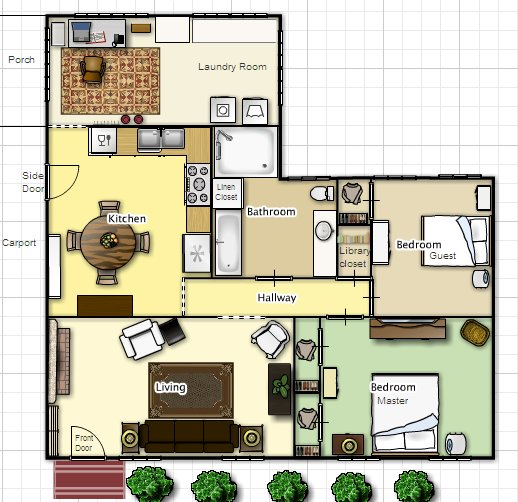 Porch
Laundry Room
Side
Door
Linen
Closet
Kitchen
Bathroom
Carport
Library
closet
Bedroom
Guest
Hallway
Living
Bedroom
Master
Front
Door